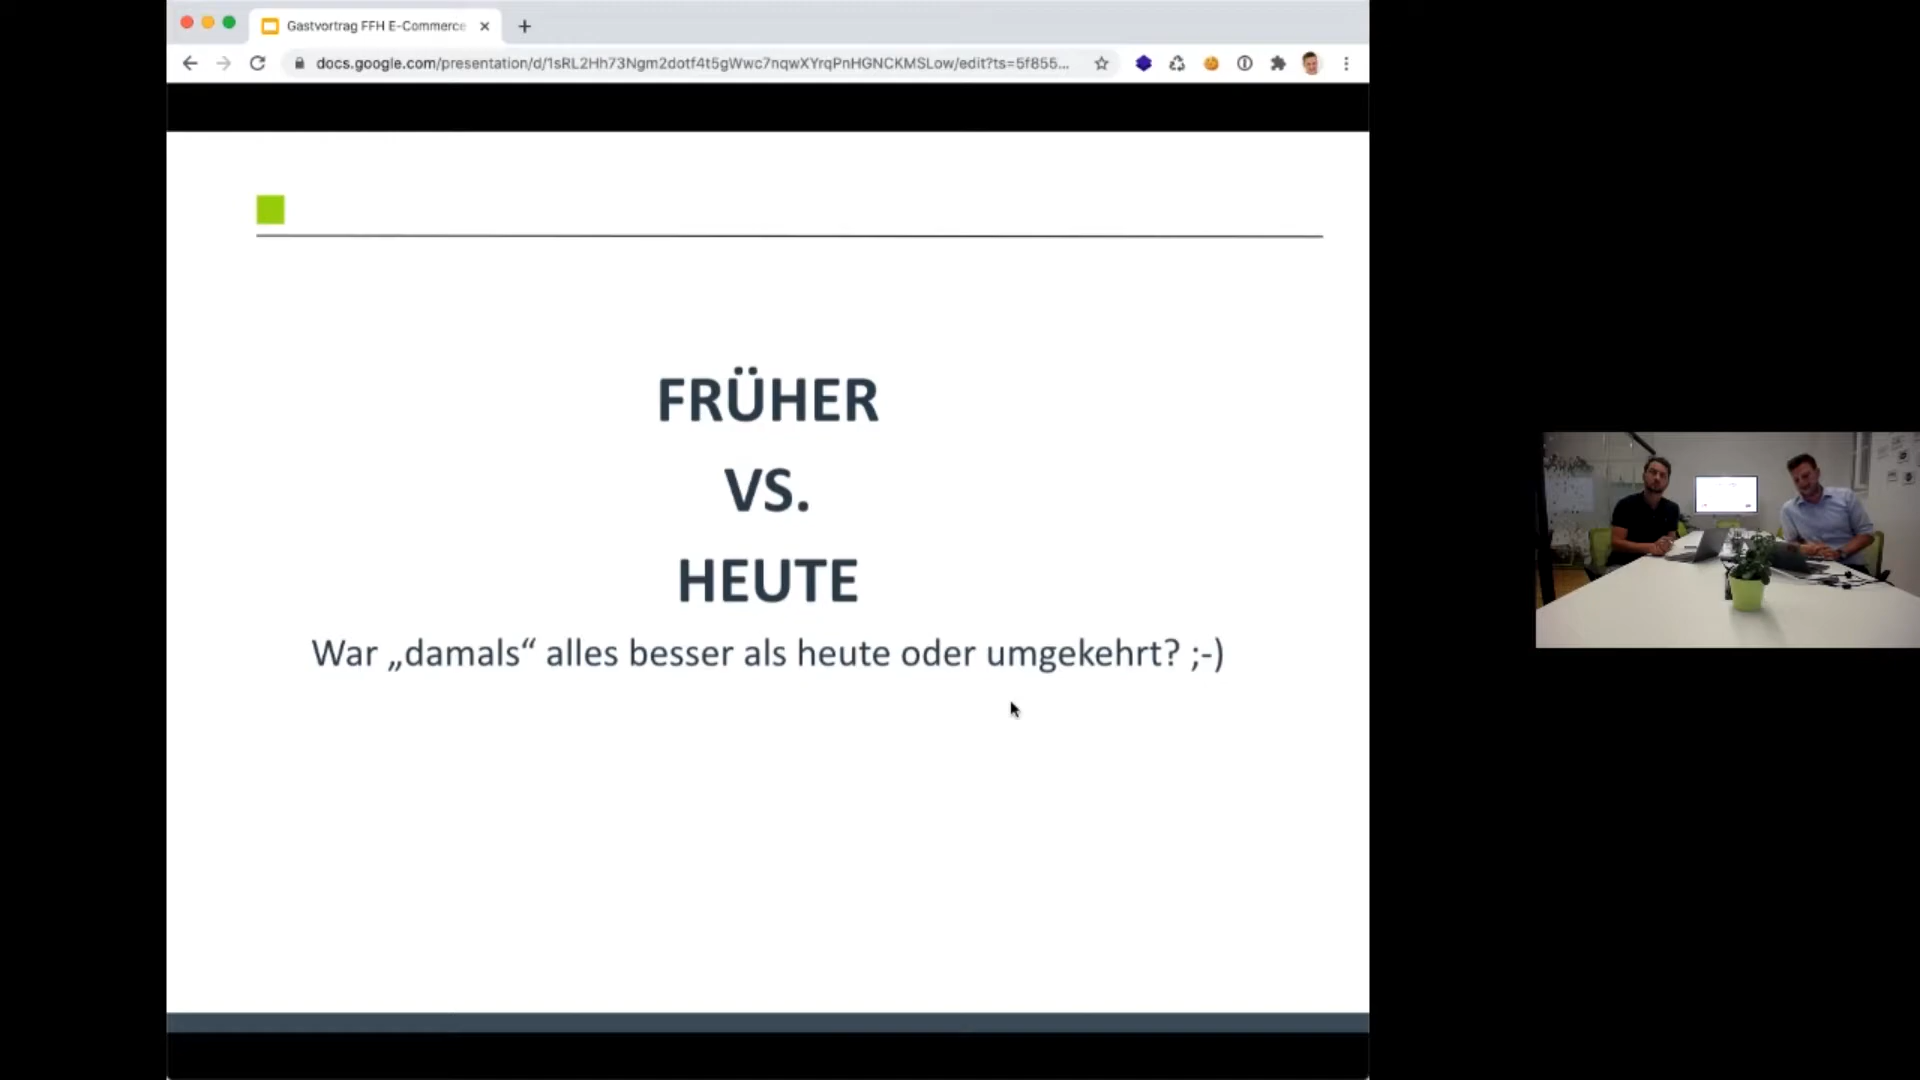 Gastvortrag FFH E-Commerce
docs.google.com/presentation/d/1sRL2Hh73Ngm2dotf4t5gWwc7nqwXYrqPnHGNCKMSLow/edit?ts=5f855...
FRÜHER
VS.
HEUTE
War „damals“ alles besser als heute oder umgekehrt? ;-)